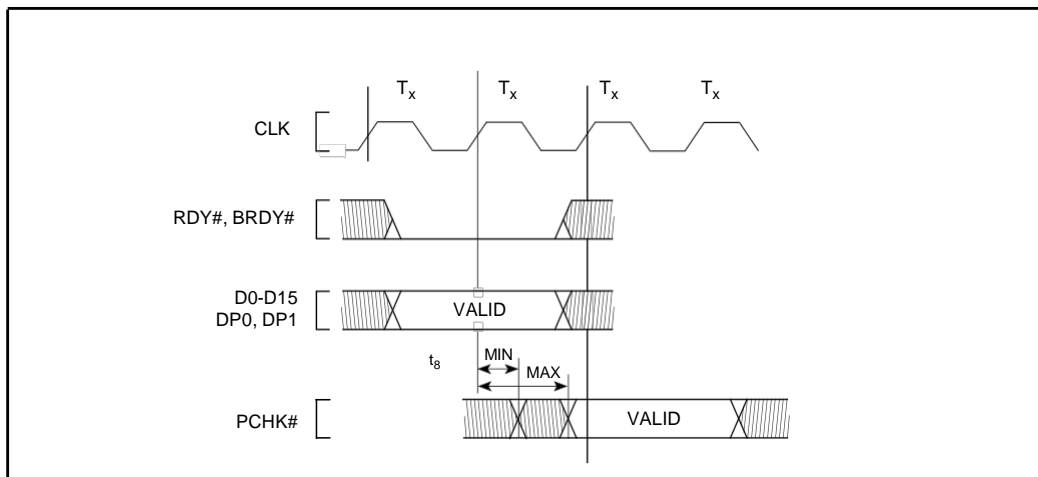 Tx Tx Tx Tx
CLK
RDY#, BRDY#
D0-D15
DP0, DP1
VALID
t8
MIN
MAX
PCHK#
VALID